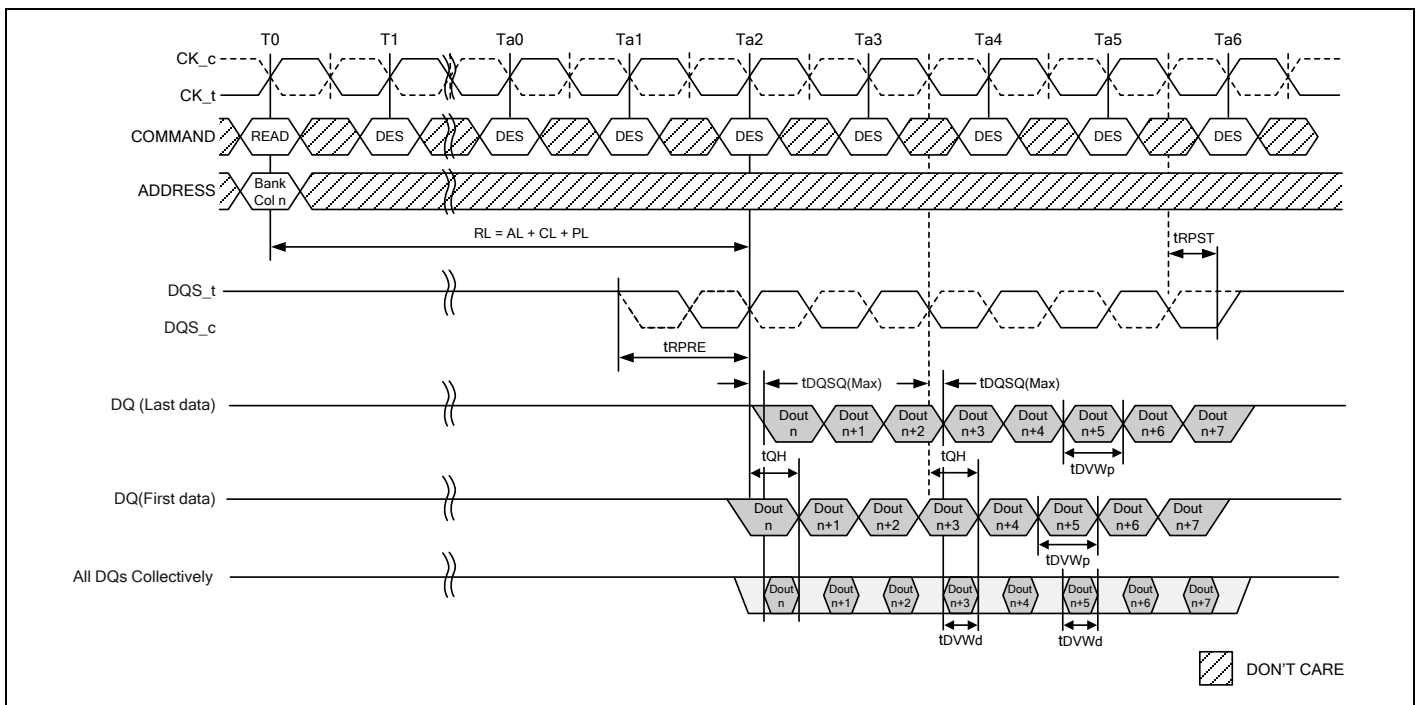 T0 T1 Ta0 Ta1 Ta2 Ta3 Ta4 Ta5 Ta6
CK_c
CK_t
COMMAND READ DES DES DES DES DES DES DES DES
ADDRESS Bank
Col n
RL = AL + CL + PL
tRPST
DQS_t
DQS_c
tRPRE
tDQSQ(Max) tDQSQ(Max)
DQ (Last data)
Dout n Dout n+1 Dout n+2 Dout n+3 Dout n+4 Dout n+5 Dout n+6 Dout n+7
tQH tQH tDVWp
DQ(First data)
Dout n Dout n+1 Dout n+2 Dout n+3 Dout n+4 Dout n+5 Dout n+6 Dout n+7
tDVWp
All DQs Collectively
Dout n Dout n+1 Dout n+2 Dout n+3 Dout n+4 Dout n+5 Dout n+6 Dout n+7
tDVWd tDVWd
DON'T CARE